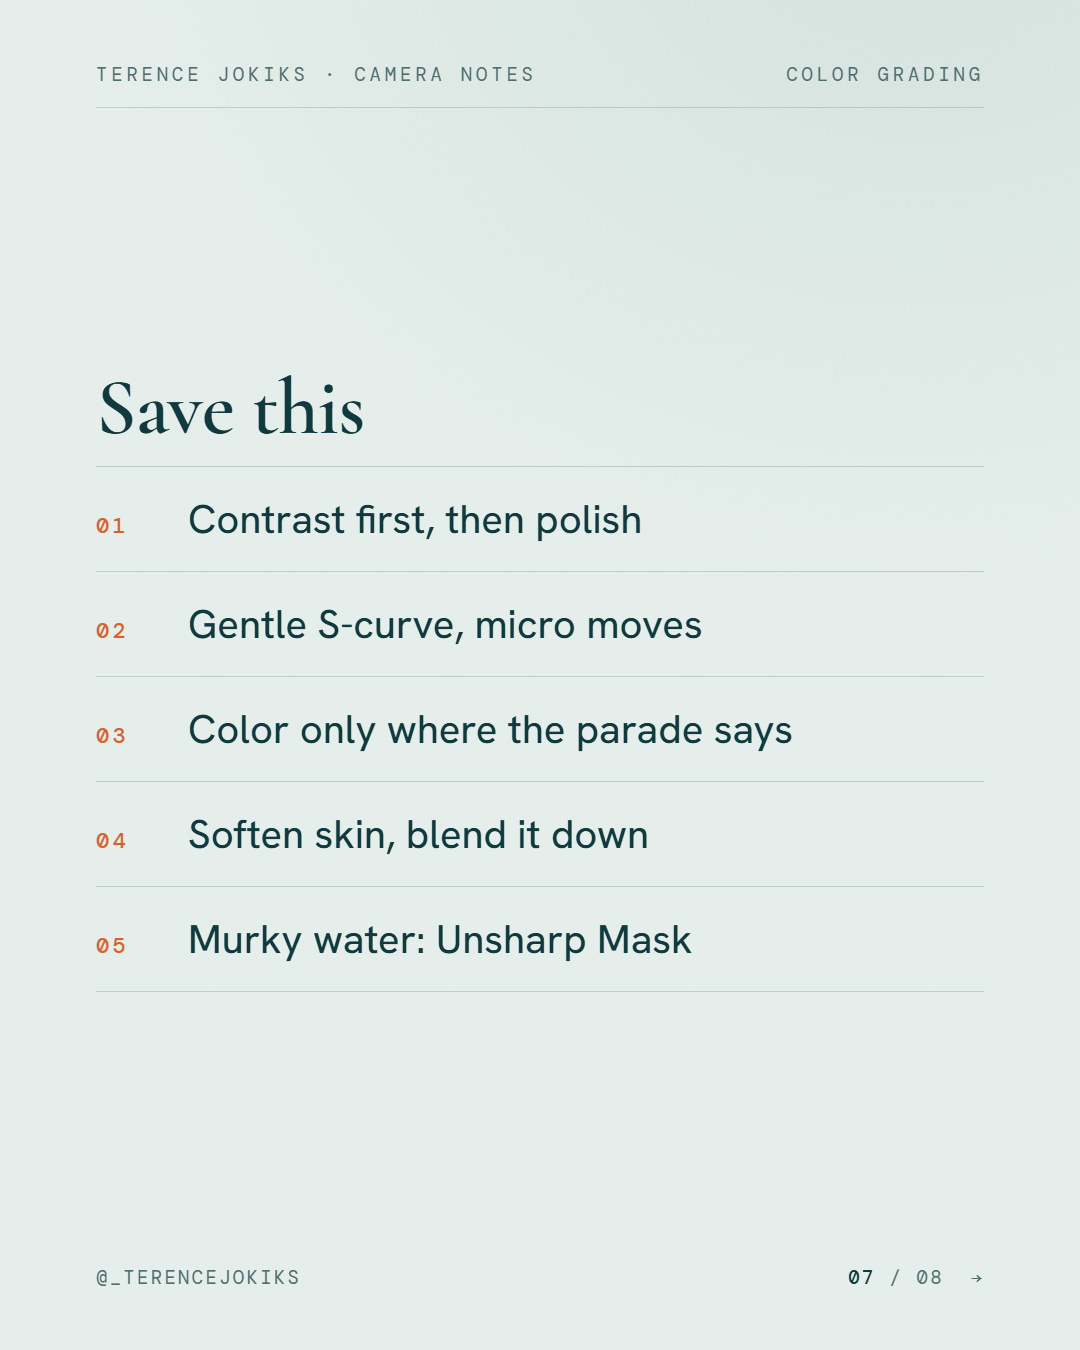 TERENCE JOKIKS · CAMERA NOTES
COLOR GRADING
Save this
01 Contrast first, then polish
02 Gentle S-curve, micro moves
03 Color only where the parade says
04 Soften skin, blend it down
05 Murky water: Unsharp Mask
@_TERENCEJOKIKS
07 / 08 →